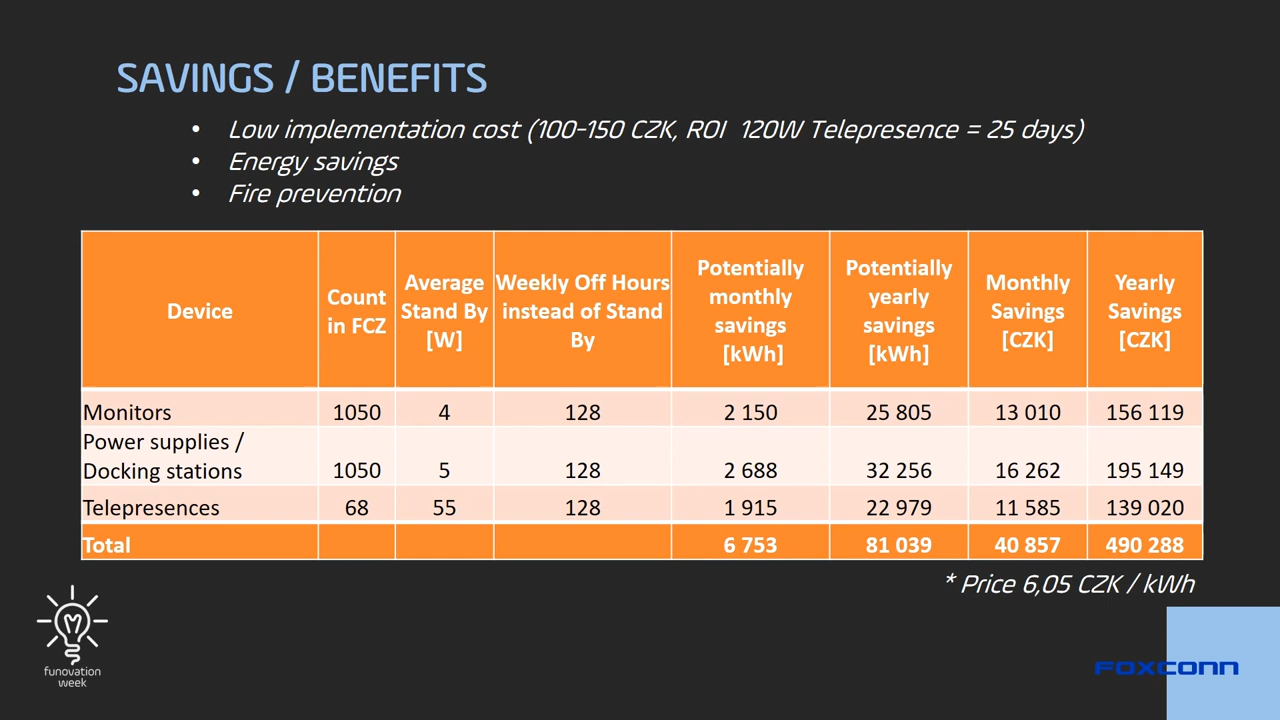 SAVINGS / BENEFITS
• Low implementation cost (100-150 CZK, ROI 120W Telepresence = 25 days)
• Energy savings
• Fire prevention
Device | Count in FCZ | Average Stand By [W] | Weekly Off Hours instead of Stand By | Potentially monthly savings [kWh] | Potentially yearly savings [kWh] | Monthly Savings [CZK] | Yearly Savings [CZK]
Monitors | 1050 | 4 | 128 | 2 150 | 25 805 | 13 010 | 156 119
Power supplies / Docking stations | 1050 | 5 | 128 | 2 688 | 32 256 | 16 262 | 195 149
Telepresences | 68 | 55 | 128 | 1 915 | 22 979 | 11 585 | 139 020
Total | | | | 6 753 | 81 039 | 40 857 | 490 288
* Price 6,05 CZK / kWh
funovation
week
FOXCONN